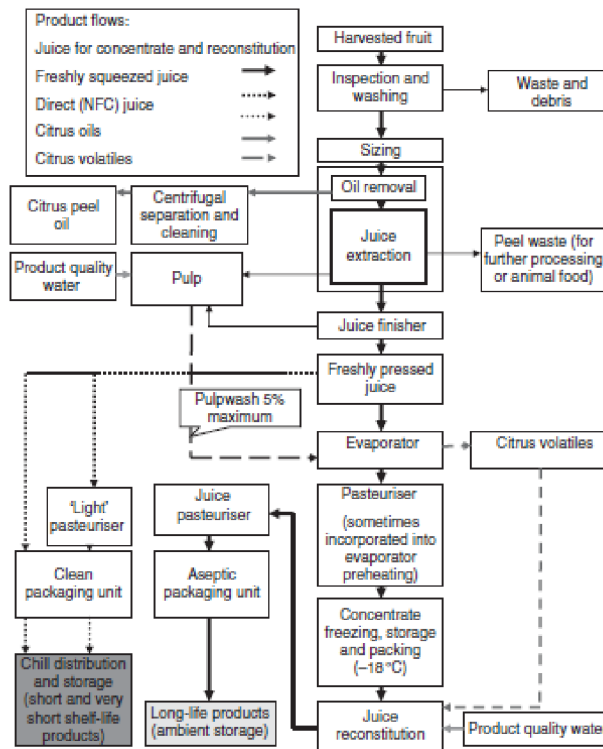 Product flows:
Juice for concentrate and reconstitution
Freshly squeezed juice
Direct (NFC) juice
Citrus oils
Citrus volatiles
Harvested fruit
Inspection and
washing
Waste and
debris
Sizing
Oil removal
Centrifugal
separation and
cleaning
Citrus peel
oil
Juice
extraction
Peel waste (for
further processing
or animal food)
Product quality
water
Pulp
Juice finisher
Freshly pressed
juice
Pulpwash 5%
maximum
Evaporator
Citrus volatiles
'Light'
pasteuriser
Juice
pasteuriser
Pasteuriser
(sometimes
incorporated into
evaporator
preheating)
Clean
packaging unit
Aseptic
packaging unit
Concentrate
freezing, storage
and packing
(–18°C)
Chill distribution
and storage
(short and very
short shelf-life
products)
Long-life products
(ambient storage)
Juice
reconstitution
Product quality wate